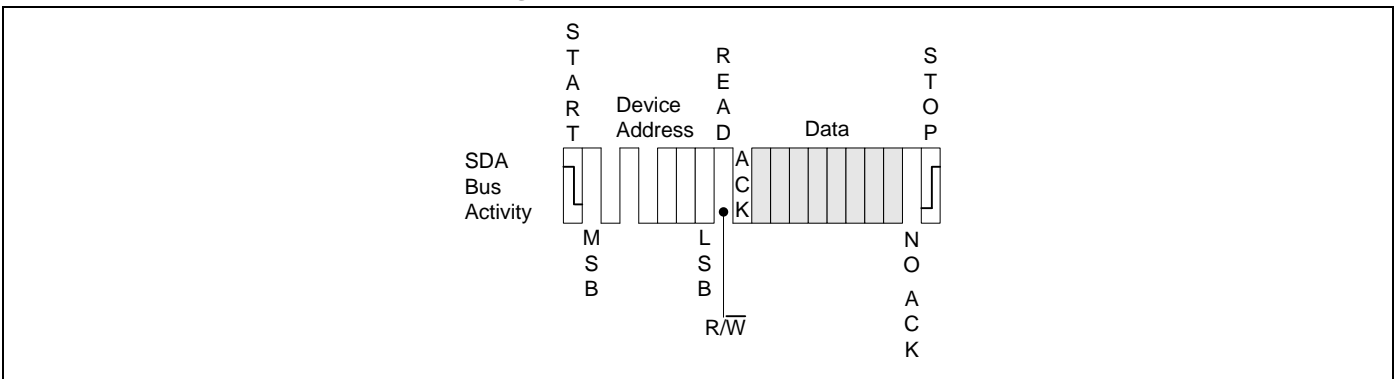 START
READ
STOP
Device
Address
Data
SDA
Bus
Activity
ACK
MSB
LSB
NO ACK
R/W̅